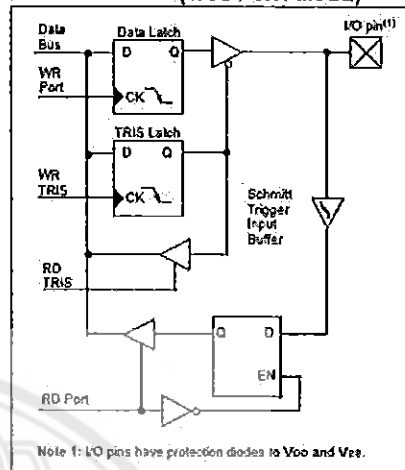 Data
Bus
Data Latch
D Q
WR
Port
CK
I/O pin(1)
TRIS Latch
D Q
WR
TRIS
CK
Schmitt
Trigger
Input
Buffer
RD
TRIS
Q D
EN
RD Port
Note 1: I/O pins have protection diodes to VDD and VSS.